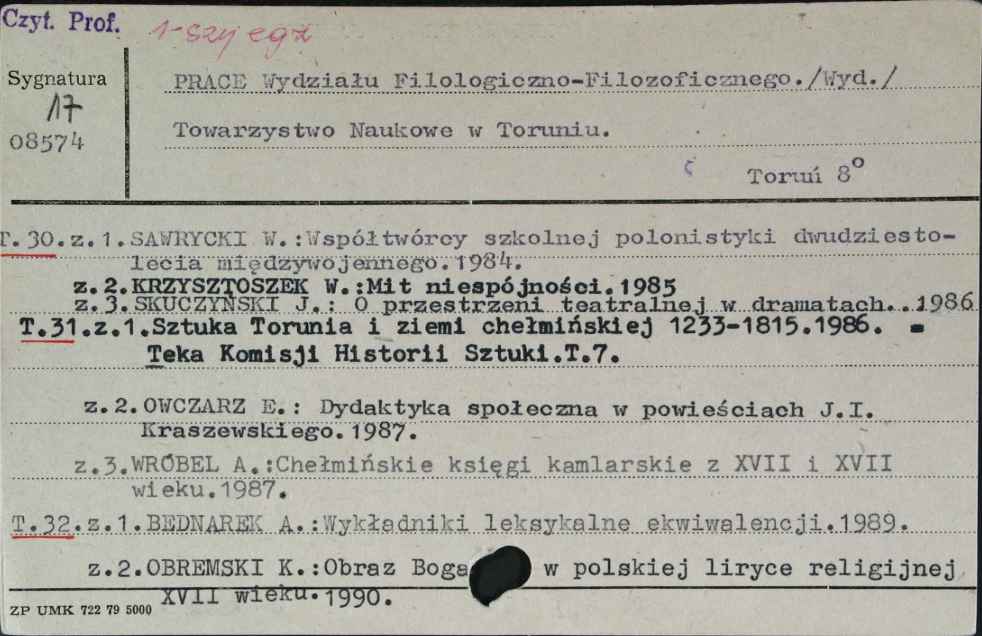 Czyt. Prof.
1-szy egz
Sygnatura
17
08574
PRACE Wydziału Filologiczno-Filozoficznego./Wyd./
Towarzystwo Naukowe w Toruniu.
Toruń 8°
T.30.z.1.SAWRYCKI W.:Współtwórcy szkolnej polonistyki dwudziesto-
lecia międzywojennego.1984.
z.2.KRZYSZTOSZEK W.:Mit niespójności.1985
z.3.SKUCZYŃSKI J.: O przestrzeni teatralnej w dramatach..1986
T.31.z.1.Sztuka Torunia i ziemi chełmińskiej 1233-1815.1986. -
Teka Komisji Historii Sztuki.T.7.
z.2.OWCZARZ E.: Dydaktyka społeczna w powieściach J.I.
Kraszewskiego.1987.
z.3.WRÓBEL A.:Chełmińskie księgi kamlarskie z XVII i XVII
wieku.1987.
T.32.z.1.BEDNAREK A.:Wykładniki leksykalne ekwiwalencji.1989.
z.2.OBREMSKI K.:Obraz Boga w polskiej liryce religijnej
XVII wieku.1990.
ZP UMK 722 79 5000